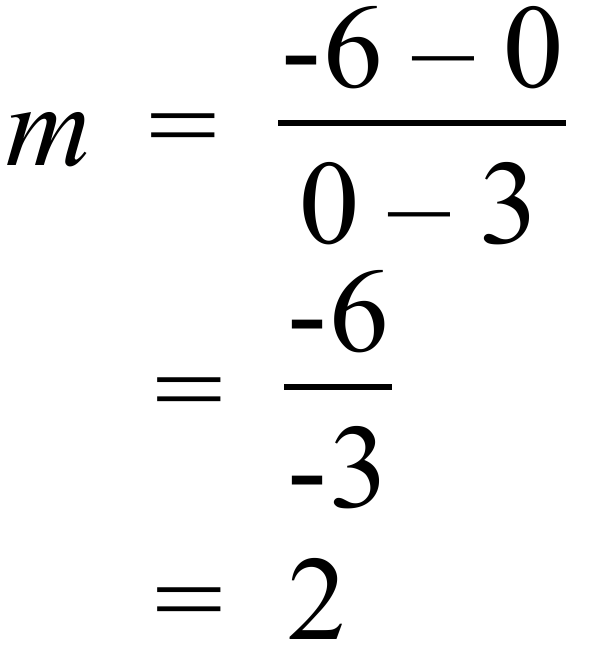 m = -6 – 0
0 – 3
= -6
-3
= 2